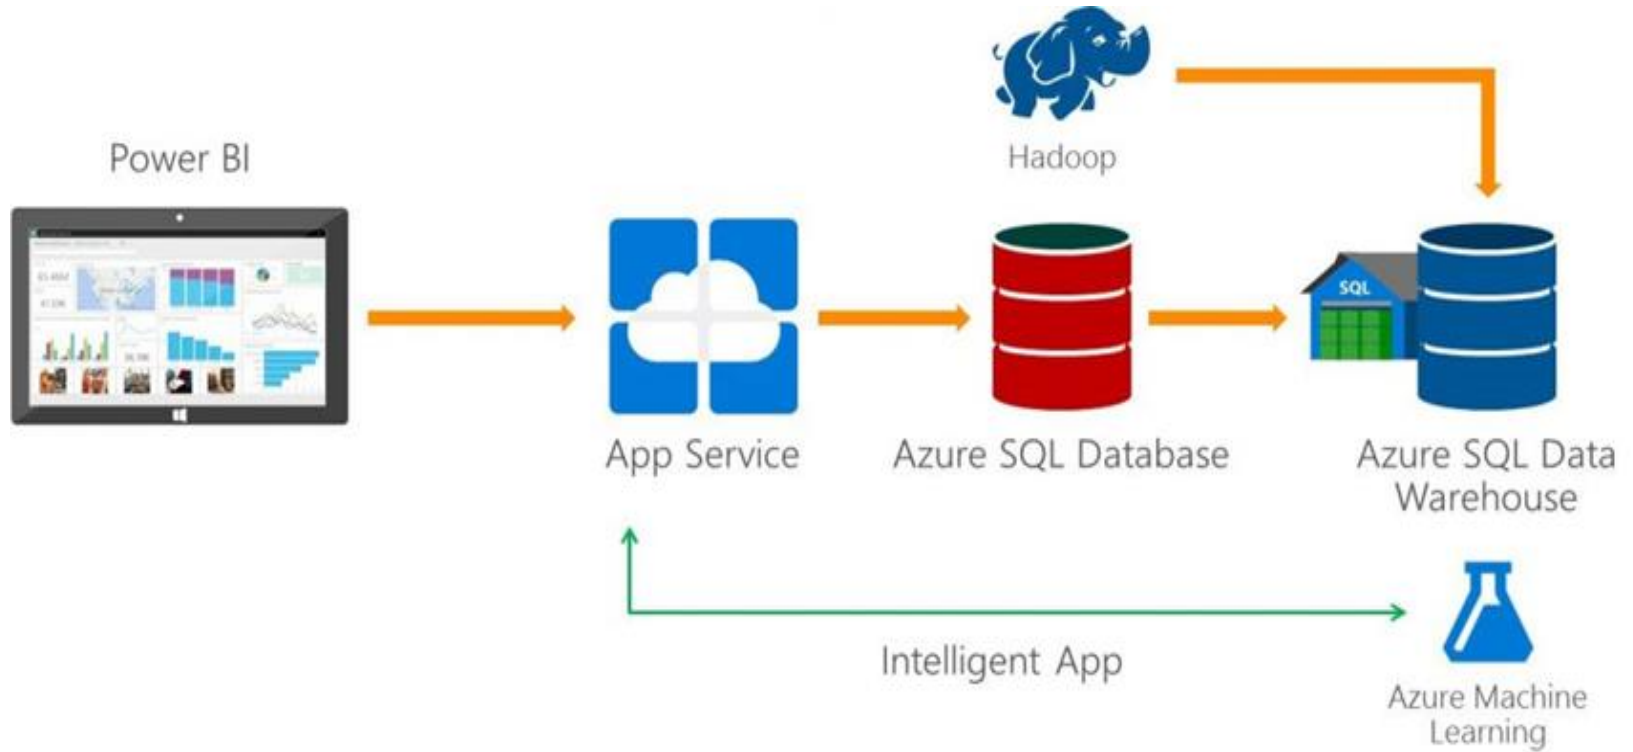 Hadoop
Power BI
SQL
App Service
Azure SQL Database
Azure SQL Data
Warehouse
Intelligent App
Azure Machine
Learning